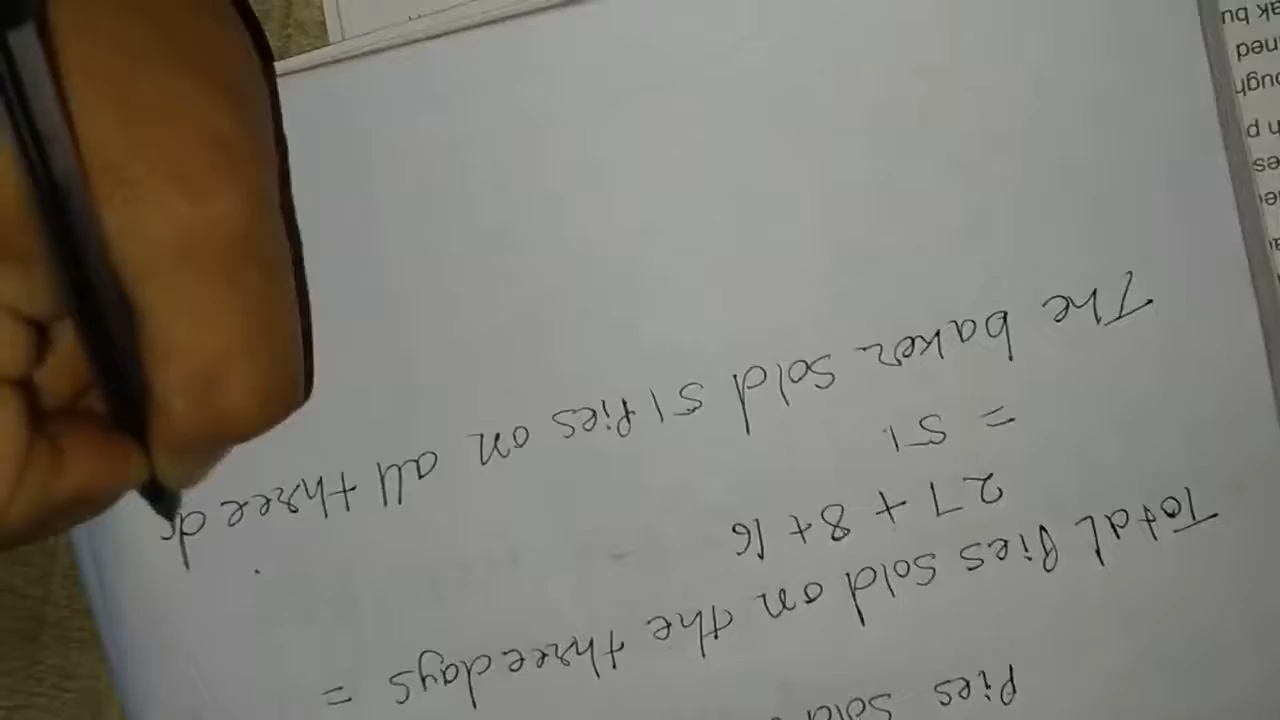 Pies sold
Total Pies sold on the three days =
27 + 8 + 16
= 51
The baker sold 51 Pies on all three d